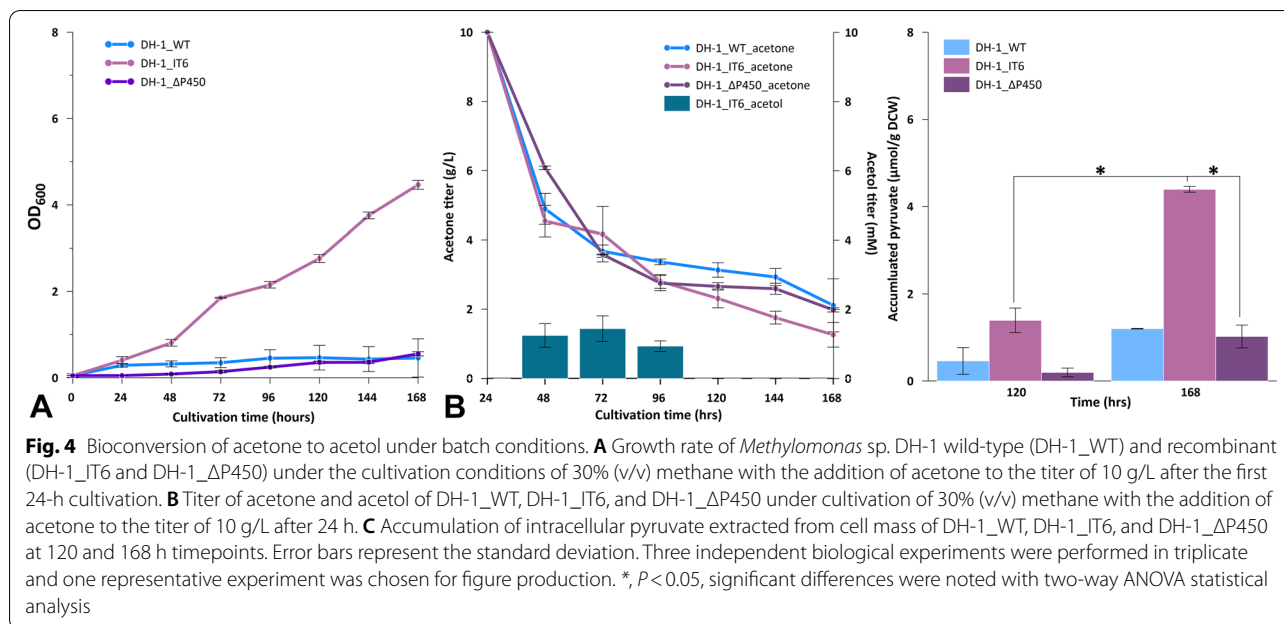 8
6
4
2
0
OD600
DH-1_WT
DH-1_IT6
DH-1_ΔP450
0 24 48 72 96 120 144 168
Cultivation time (hours)
A
10
8
6
4
2
0
Acetone titer (g/L)
DH-1_WT_acetone
DH-1_IT6_acetone
DH-1_ΔP450_acetone
DH-1_IT6_acetol
10
8
6
4
2
0
Acetol titer (mM)
24 48 72 96 120 144 168
Cultivation time (hrs)
B
8
6
4
2
0
Accumluated pyruvate (μmol/g DCW)
DH-1_WT
DH-1_IT6
DH-1_ΔP450
* *
120 168
Time (hrs)
Fig. 4 Bioconversion of acetone to acetol under batch conditions. A Growth rate of Methylomonas sp. DH-1 wild-type (DH-1_WT) and recombinant
(DH-1_IT6 and DH-1_ΔP450) under the cultivation conditions of 30% (v/v) methane with the addition of acetone to the titer of 10 g/L after the first
24-h cultivation. B Titer of acetone and acetol of DH-1_WT, DH-1_IT6, and DH-1_ΔP450 under cultivation of 30% (v/v) methane with the addition of
acetone to the titer of 10 g/L after 24 h. C Accumulation of intracellular pyruvate extracted from cell mass of DH-1_WT, DH-1_IT6, and DH-1_ΔP450
at 120 and 168 h timepoints. Error bars represent the standard deviation. Three independent biological experiments were performed in triplicate
and one representative experiment was chosen for figure production. *, P < 0.05, significant differences were noted with two-way ANOVA statistical
analysis